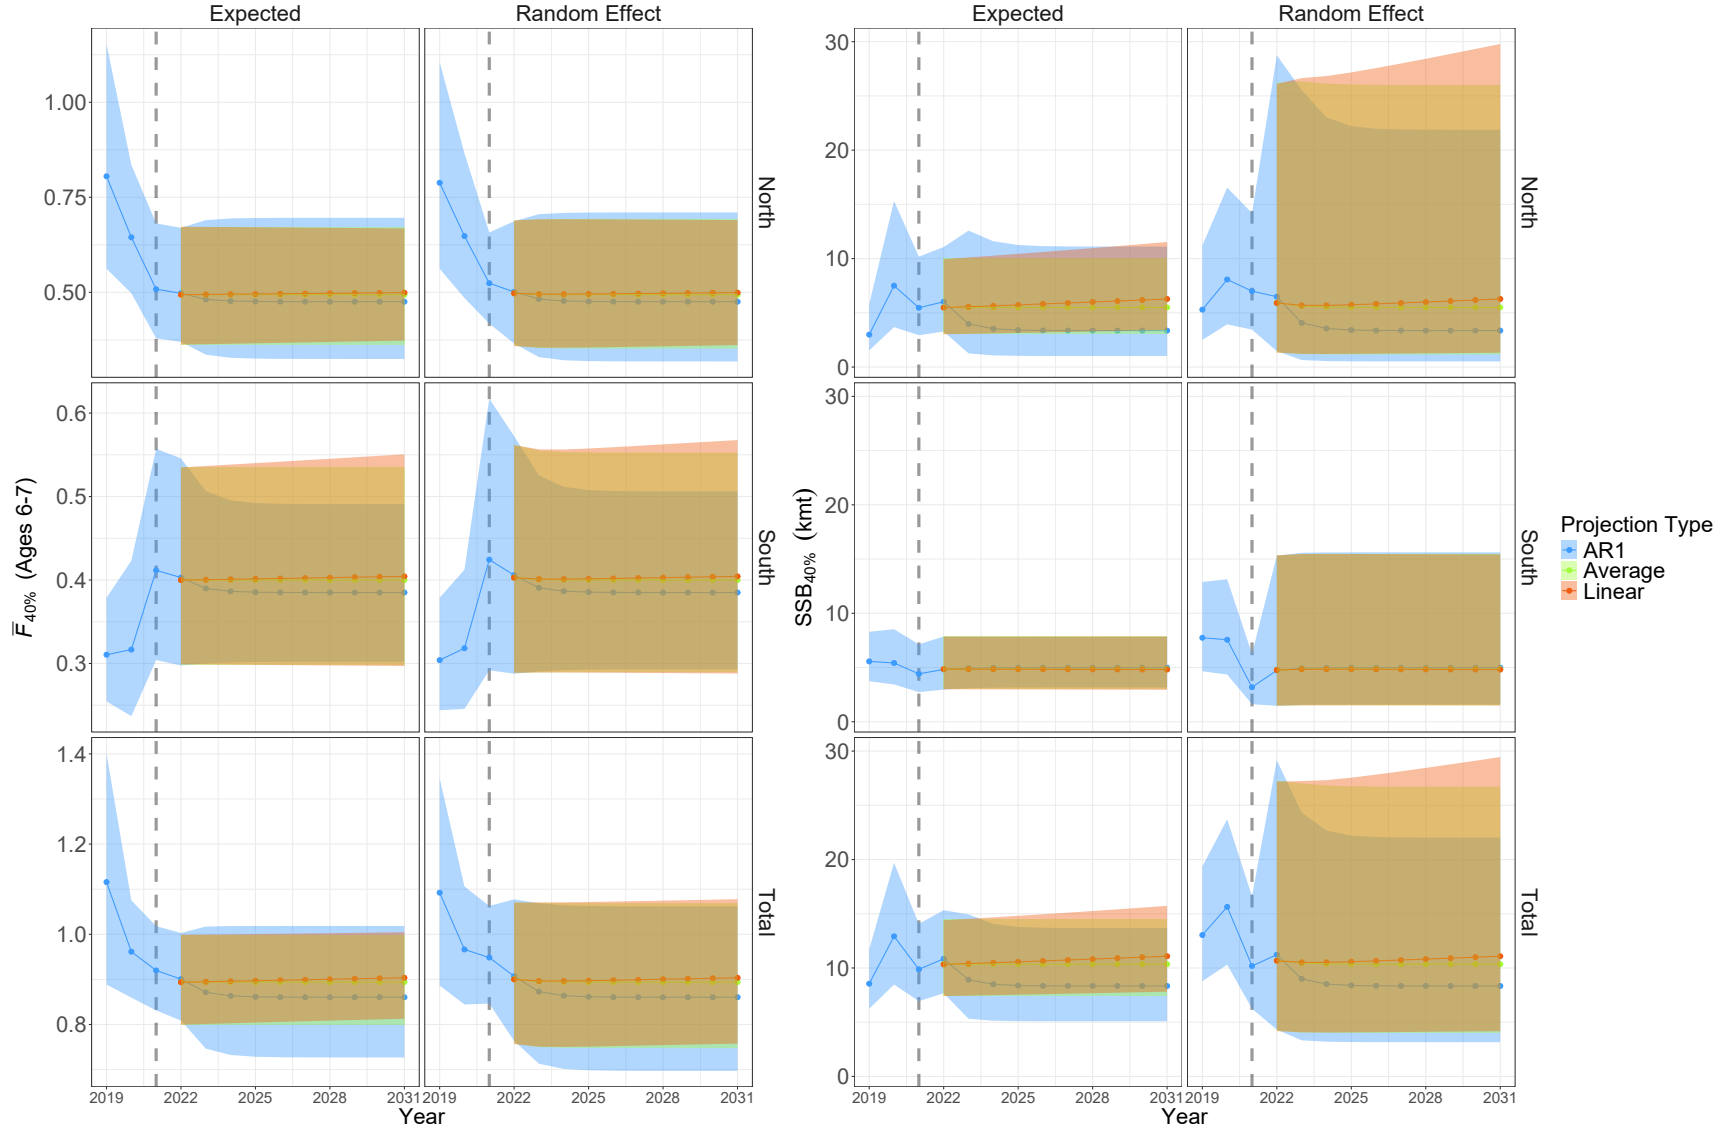 Expected
Random Effect
Expected
Random Effect
1.00
0.75
0.50
North
30
20
10
0
North
0.6
0.5
0.4
0.3
South
30
20
10
0
South
1.4
1.2
1.0
0.8
Total
30
20
10
0
Total
F̅40% (Ages 6-7)
SSB40% (kmt)
2019 2022 2025 2028 2031
2022 2025 2028 2031
2019 2022 2025 2028 2031
2019 2022 2025 2028 2031
Year
Year
Projection Type
AR1
Average
Linear